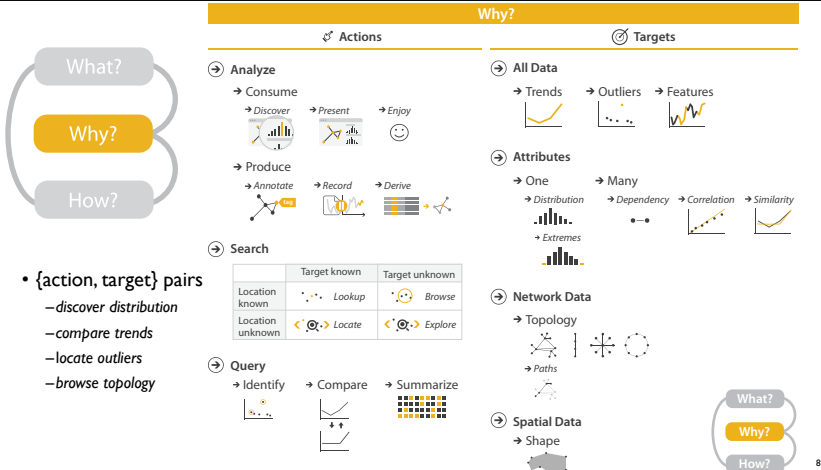 Why?
What?
Why?
How?
• {action, target} pairs
–discover distribution
–compare trends
–locate outliers
–browse topology
Actions
Analyze
Consume
Discover
Present
Enjoy
Produce
Annotate
Record
Derive
tag
Search
Target known
Target unknown
Location known
Lookup
Browse
Location unknown
Locate
Explore
Query
Identify
Compare
Summarize
Targets
All Data
Trends
Outliers
Features
Attributes
One
Many
Distribution
Dependency
Correlation
Similarity
Extremes
Network Data
Topology
Paths
Spatial Data
Shape
What?
Why?
How?
8